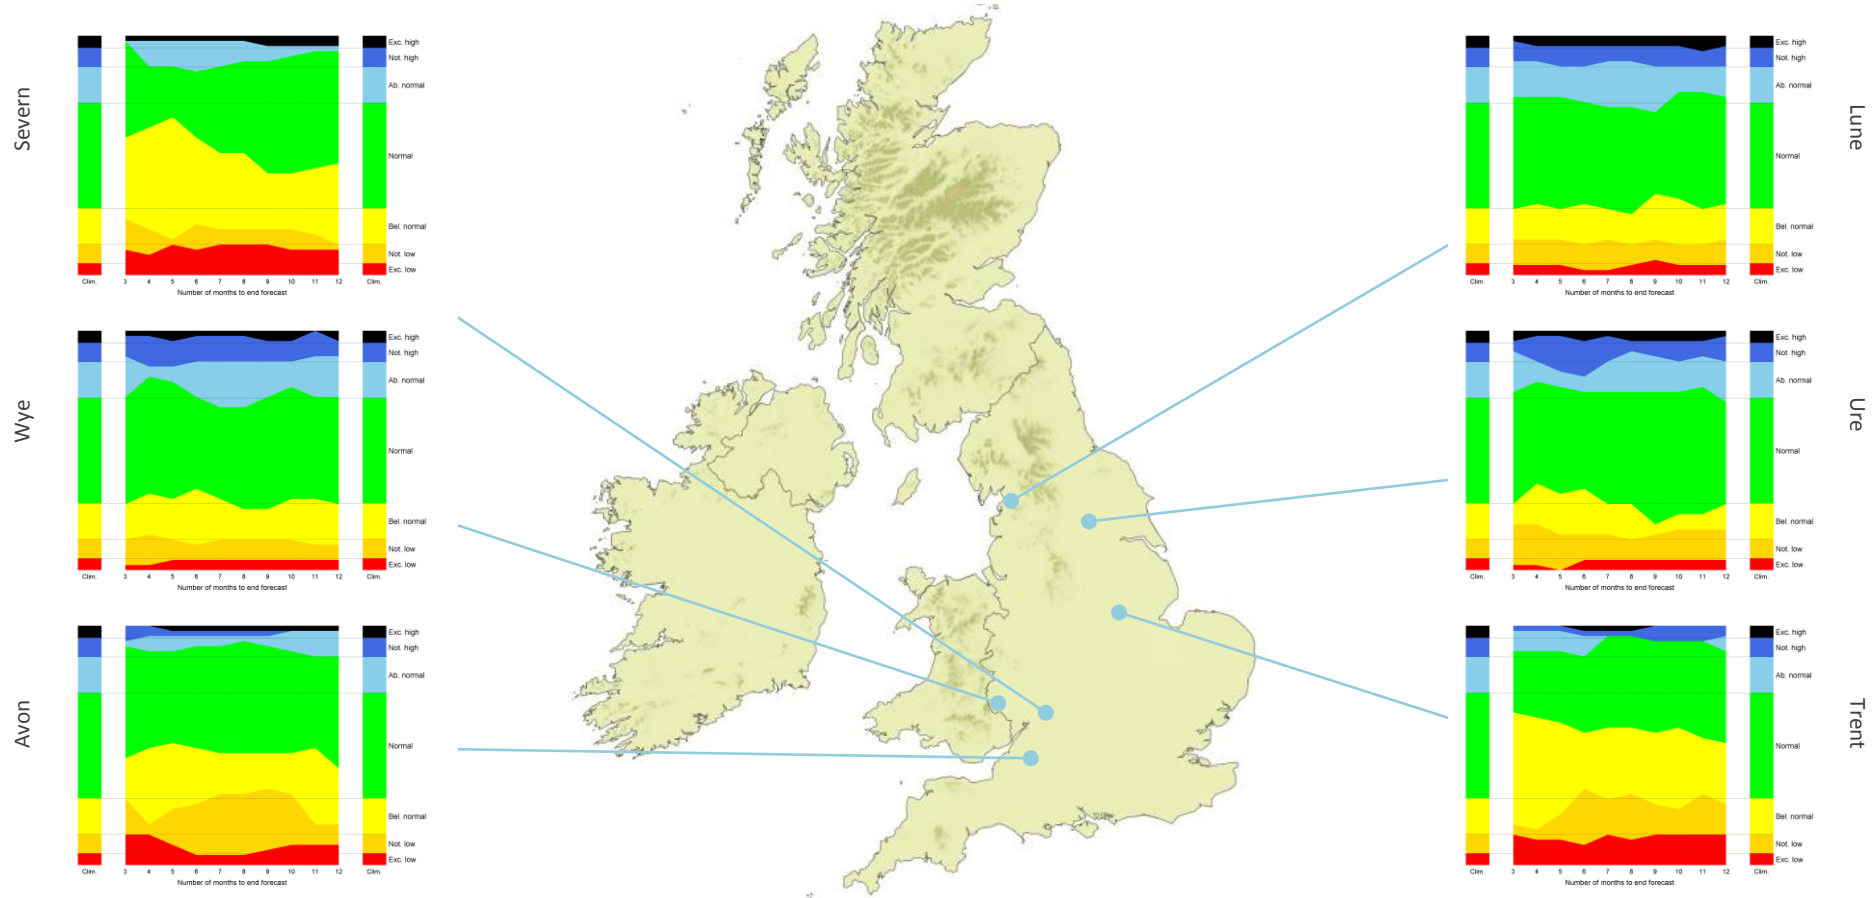 Severn
Exc. high
Not. high
Ab. normal
Normal
Bel. normal
Not. low
Exc. low
Clim. 3 4 5 6 7 8 9 10 11 12 Clim.
Number of months to end forecast
Wye
Exc. high
Not. high
Ab. normal
Normal
Bel. normal
Not. low
Exc. low
Clim. 3 4 5 6 7 8 9 10 11 12 Clim.
Number of months to end forecast
Avon
Exc. high
Not. high
Ab. normal
Normal
Bel. normal
Not. low
Exc. low
Clim. 3 4 5 6 7 8 9 10 11 12 Clim.
Number of months to end forecast
Lune
Exc. high
Not. high
Ab. normal
Normal
Bel. normal
Not. low
Exc. low
Clim. 3 4 5 6 7 8 9 10 11 12 Clim.
Number of months to end forecast
Ure
Exc. high
Not. high
Ab. normal
Normal
Bel. normal
Not. low
Exc. low
Clim. 3 4 5 6 7 8 9 10 11 12 Clim.
Number of months to end forecast
Trent
Exc. high
Not. high
Ab. normal
Normal
Bel. normal
Not. low
Exc. low
Clim. 3 4 5 6 7 8 9 10 11 12 Clim.
Number of months to end forecast